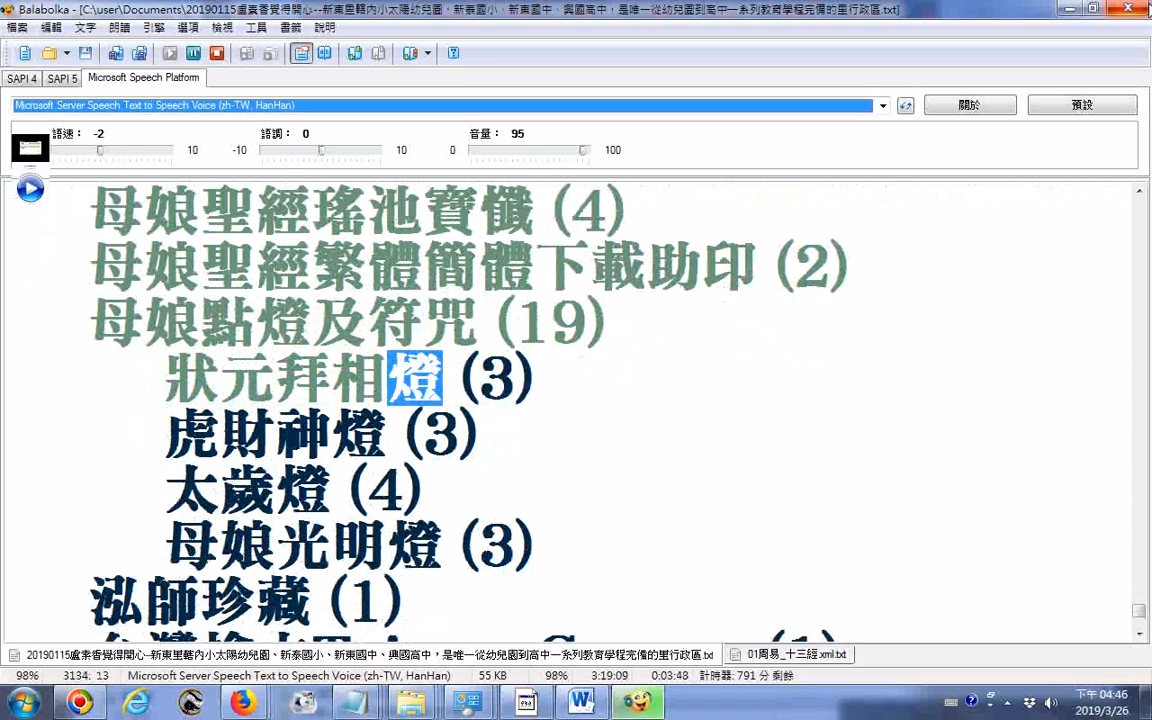 Balabolka - [C:\user\Documents\20190115盧素香覺得開心--新東里轄內小太陽幼兒園、新泰國小、新東國中、興國高中，是唯一從幼兒園到高中一系列教育學程完備的里行政區.txt]
檔案 編輯 文字 朗讀 引擎 選項 檢視 工具 書籤 說明
SAPI 4 SAPI 5 Microsoft Speech Platform
Microsoft Server Speech Text to Speech Voice (zh-TW, HanHan) 關於 預設
語速： -2 語調： 0 音量： 95
10 -10 10 0 100
母娘聖經瑤池寶懺 (4)
母娘聖經繁體簡體下載助印 (2)
母娘點燈及符咒 (19)
狀元拜相燈 (3)
虎財神燈 (3)
太歲燈 (4)
母娘光明燈 (3)
泓師珍藏 (1)
20190115盧素香覺得開心--新東里轄內小太陽幼兒園、新泰國小、新東國中、興國高中，是唯一從幼兒園到高中一系列教育學程完備的里行政區.txt 01周易_十三經.xml.txt
98% 3134: 13 Microsoft Server Speech Text to Speech Voice (zh-TW, HanHan) 55 KB 98% 3:19:09 0:03:48 計時器: 791 分 剩餘
下午 04:46
2019/3/26